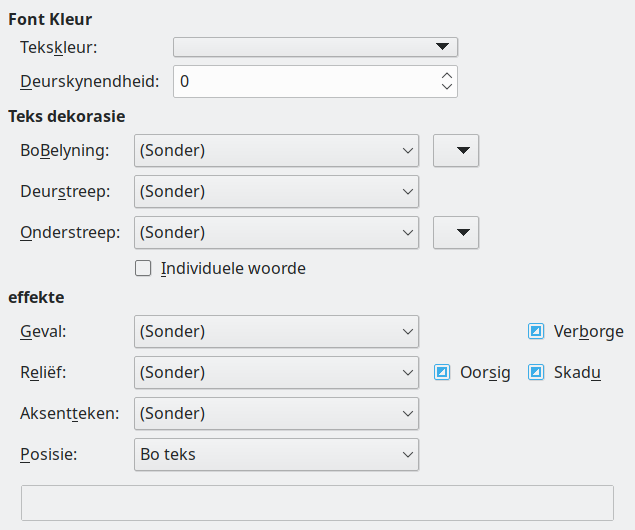 Font Kleur
Tekskleur:
Deurskynendheid: 0
Teks dekorasie
BoBelyning: (Sonder)
Deurstreep: (Sonder)
Onderstreep: (Sonder)
Individuele woorde
effekte
Geval: (Sonder) Verborge
Reliëf: (Sonder) Oorsig Skadu
Aksentteken: (Sonder)
Posisie: Bo teks